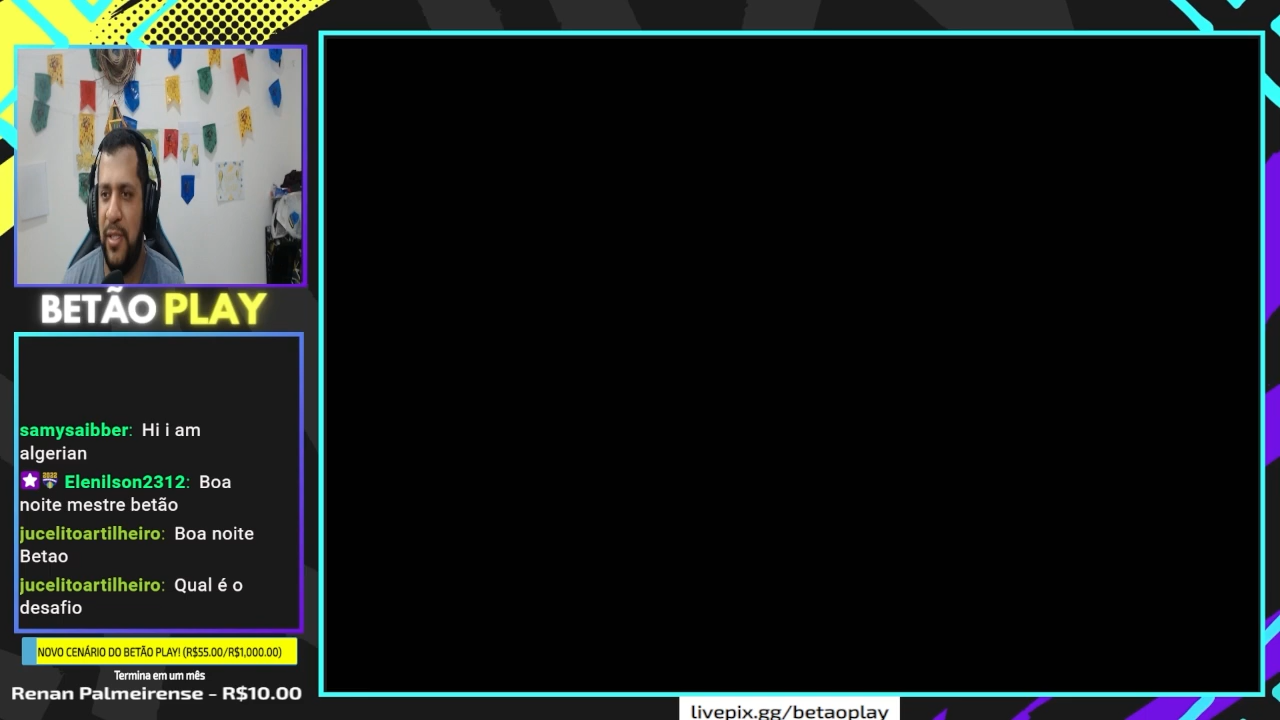 BETÃO PLAY
samysaibber: Hi i am
algerian
Elenilson2312: Boa
noite mestre betão
jucelitoartilheiro: Boa noite
Betao
jucelitoartilheiro: Qual é o
desafio
NOVO CENÁRIO DO BETÃO PLAY! (R$55.00/R$1,000.00)
Termina em um mês
Renan Palmeirense - R$10.00
livepix.gg/betaoplay